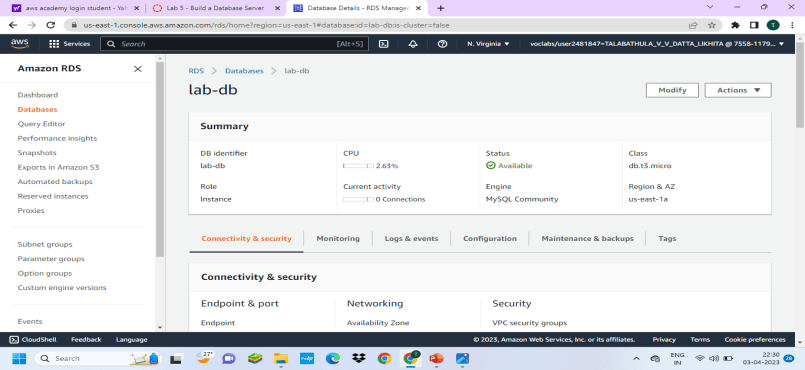 aws academy login student - Yah
Lab 5 - Build a Database Server
Database Details - RDS Manager
us-east-1.console.aws.amazon.com/rds/home?region=us-east-1#database:id=lab-db;is-cluster=false
aws
Services
Search
[Alt+S]
N. Virginia
voclabs/user2481847=TALABATHULA_V_V_DATTA_LIKHITA @ 7558-1179...
Amazon RDS
Dashboard
Databases
Query Editor
Performance insights
Snapshots
Exports in Amazon S3
Automated backups
Reserved instances
Proxies
Subnet groups
Parameter groups
Option groups
Custom engine versions
Events
RDS > Databases > lab-db
lab-db
Modify
Actions
Summary
DB identifier
lab-db
CPU
2.63%
Status
Available
Class
db.t3.micro
Role
Instance
Current activity
0 Connections
Engine
MySQL Community
Region & AZ
us-east-1a
Connectivity & security
Monitoring
Logs & events
Configuration
Maintenance & backups
Tags
Connectivity & security
Endpoint & port
Endpoint
Networking
Availability Zone
Security
VPC security groups
CloudShell
Feedback
Language
© 2023, Amazon Web Services, Inc. or its affiliates.
Privacy
Terms
Cookie preferences
Search
27°
ENG
IN
22:30
03-04-2023
28